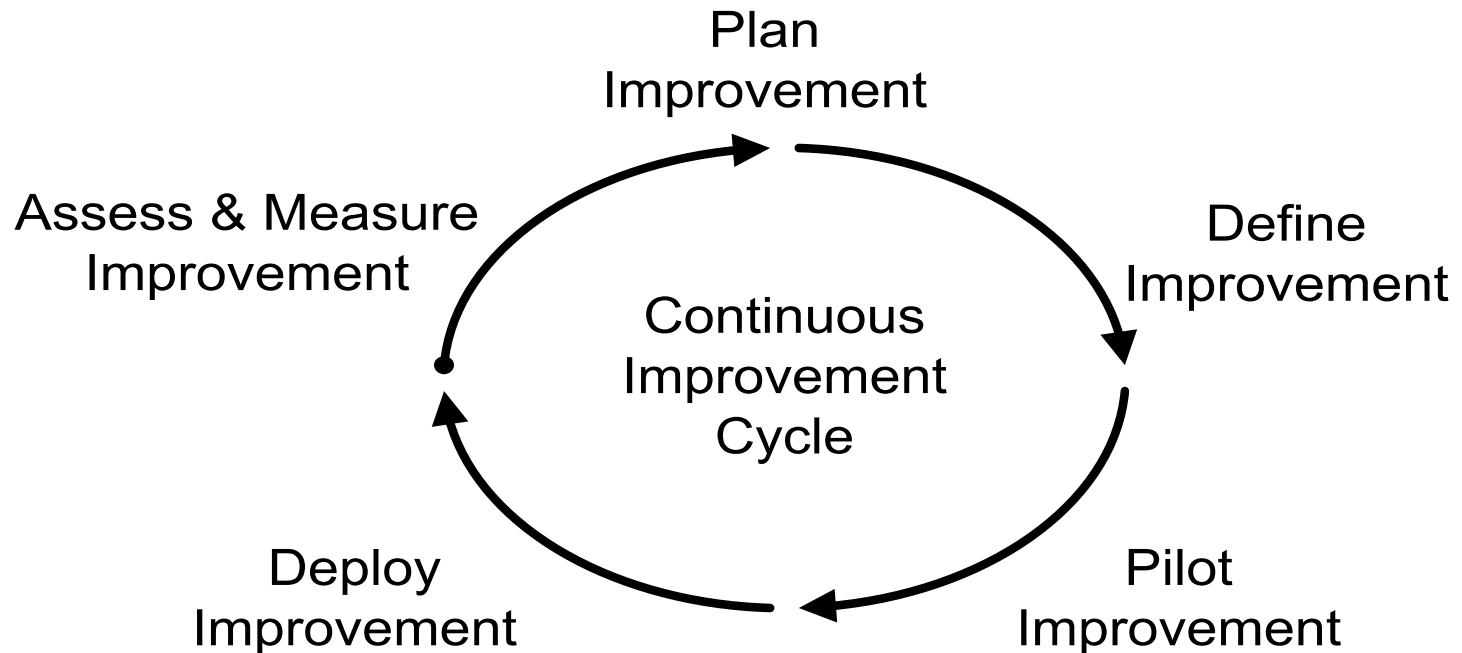 Plan
Improvement
Define
Improvement
Pilot
Improvement
Deploy
Improvement
Assess & Measure
Improvement
Continuous
Improvement
Cycle